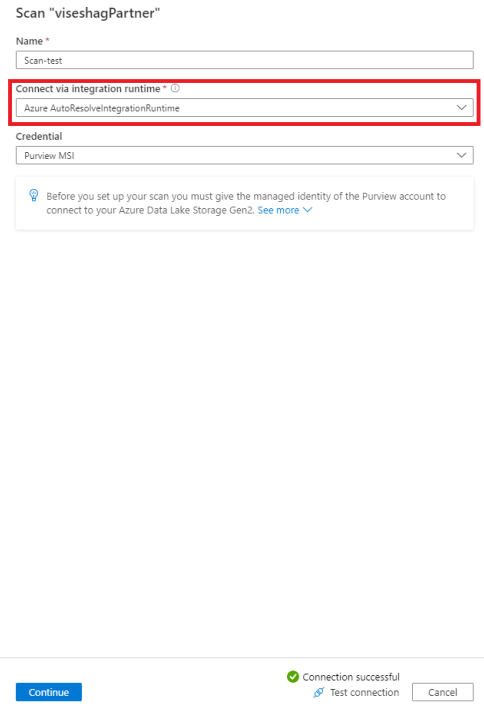 Scan "viseshagPartner"
Name *
Scan-test
Connect via integration runtime *
Azure AutoResolveIntegrationRuntime
Credential
Purview MSI
Before you set up your scan you must give the managed identity of the Purview account to
connect to your Azure Data Lake Storage Gen2. See more
Connection successful
Continue
Test connection
Cancel